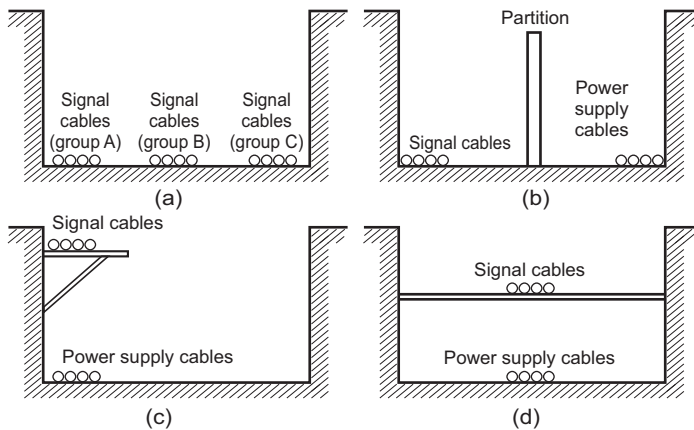 Signal
cables
(group A)
Signal
cables
(group B)
Signal
cables
(group C)
(a)
Partition
Signal cables
Power
supply
cables
(b)
Signal cables
Power supply cables
(c)
Signal cables
Power supply cables
(d)